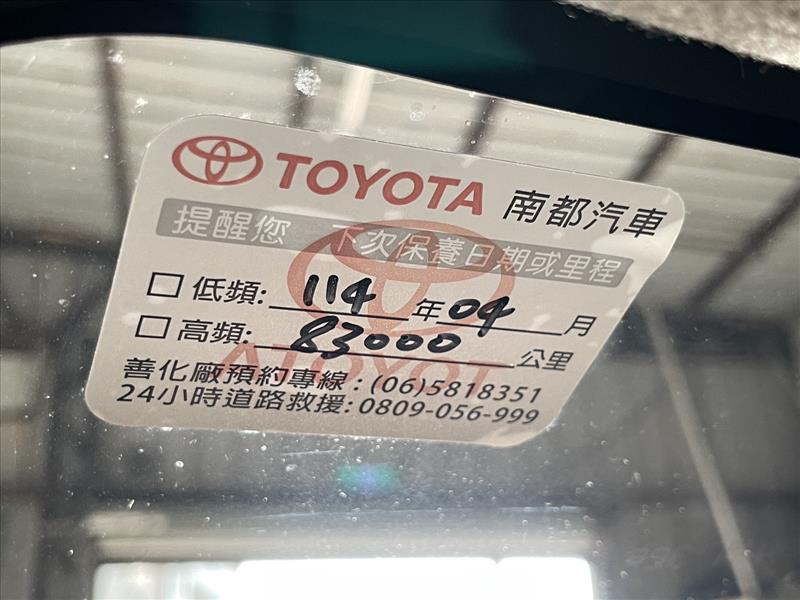 TOYOTA 南都汽車
提醒您 下次保養日期或里程
低頻: 114 年 04 月
高頻: 83000 公里
善化廠預約專線：(06)5818351
24小時道路救援: 0809-056-999